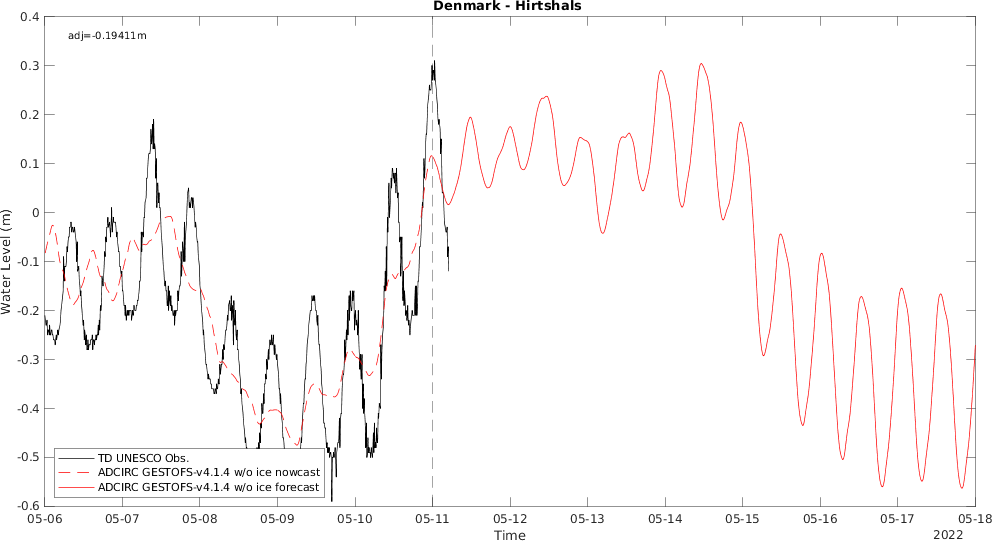 Denmark - Hirtshals
adj=-0.19411m
Water Level (m)
0.4
0.3
0.2
0.1
0
-0.1
-0.2
-0.3
-0.4
-0.5
-0.6
TD UNESCO Obs.
ADCIRC GESTOFS-v4.1.4 w/o ice nowcast
ADCIRC GESTOFS-v4.1.4 w/o ice forecast
05-06 05-07 05-08 05-09 05-10 05-11 05-12 05-13 05-14 05-15 05-16 05-17 05-18
Time
2022